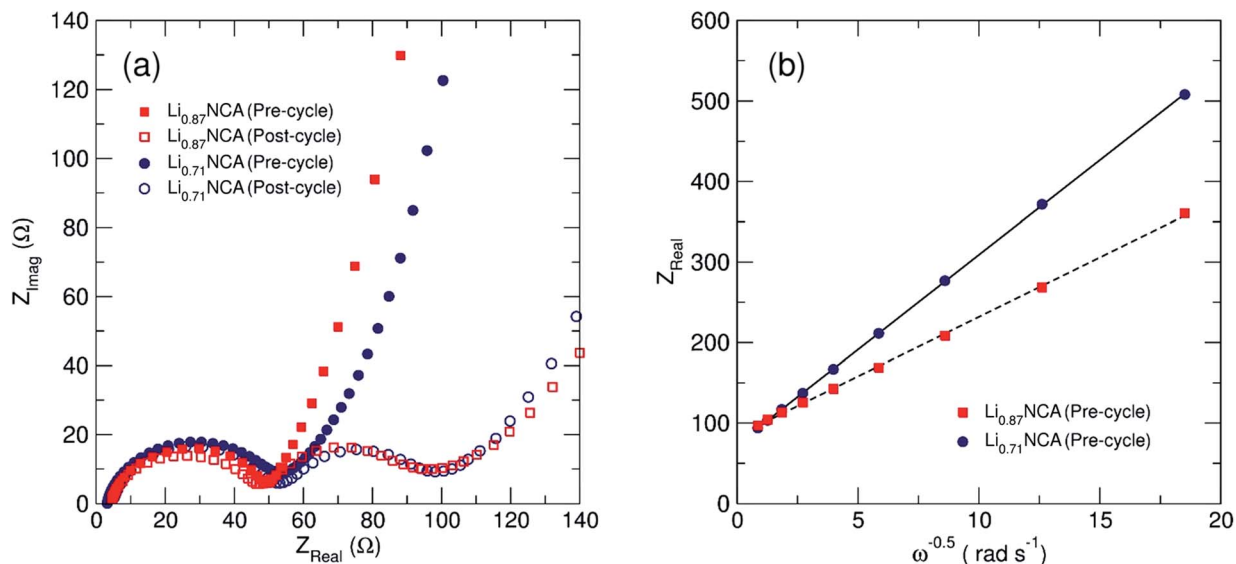 (a)
Li0.87NCA (Pre-cycle)
Li0.87NCA (Post-cycle)
Li0.71NCA (Pre-cycle)
Li0.71NCA (Post-cycle)
ZImag (Ω)
140
120
100
80
60
40
20
0
0 20 40 60 80 100 120 140
ZReal (Ω)
(b)
ZReal
600
500
400
300
200
100
0
Li0.87NCA (Pre-cycle)
Li0.71NCA (Pre-cycle)
0 5 10 15 20
ω-0.5 ( rad s-1)